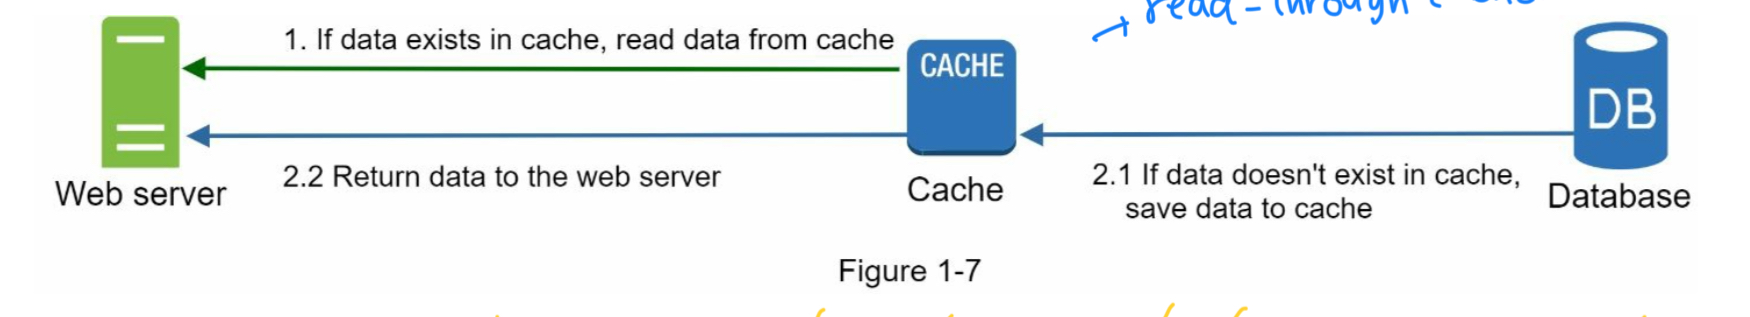 read-through
1. If data exists in cache, read data from cache
CACHE
DB
2.2 Return data to the web server
2.1 If data doesn't exist in cache,
save data to cache
Web server
Cache
Database
Figure 1-7